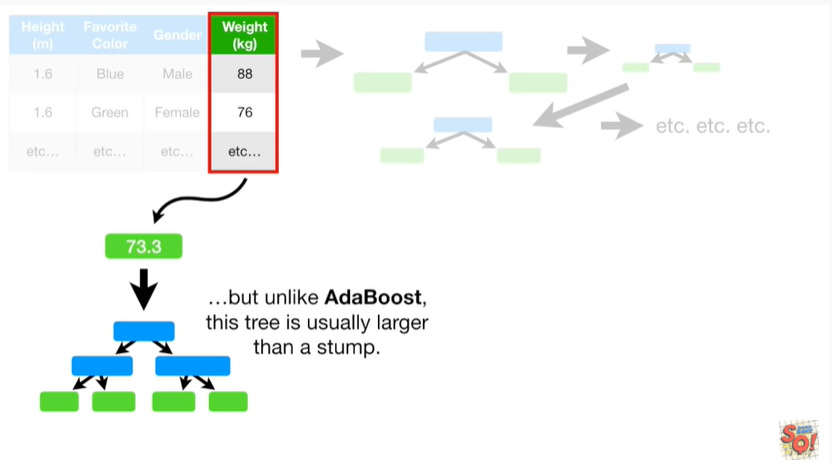 Height (m) Favorite Color Gender Weight (kg)
1.6 Blue Male 88
1.6 Green Female 76
etc... etc... etc... etc...
etc. etc. etc.
73.3
...but unlike AdaBoost,
this tree is usually larger
than a stump.
SQ!